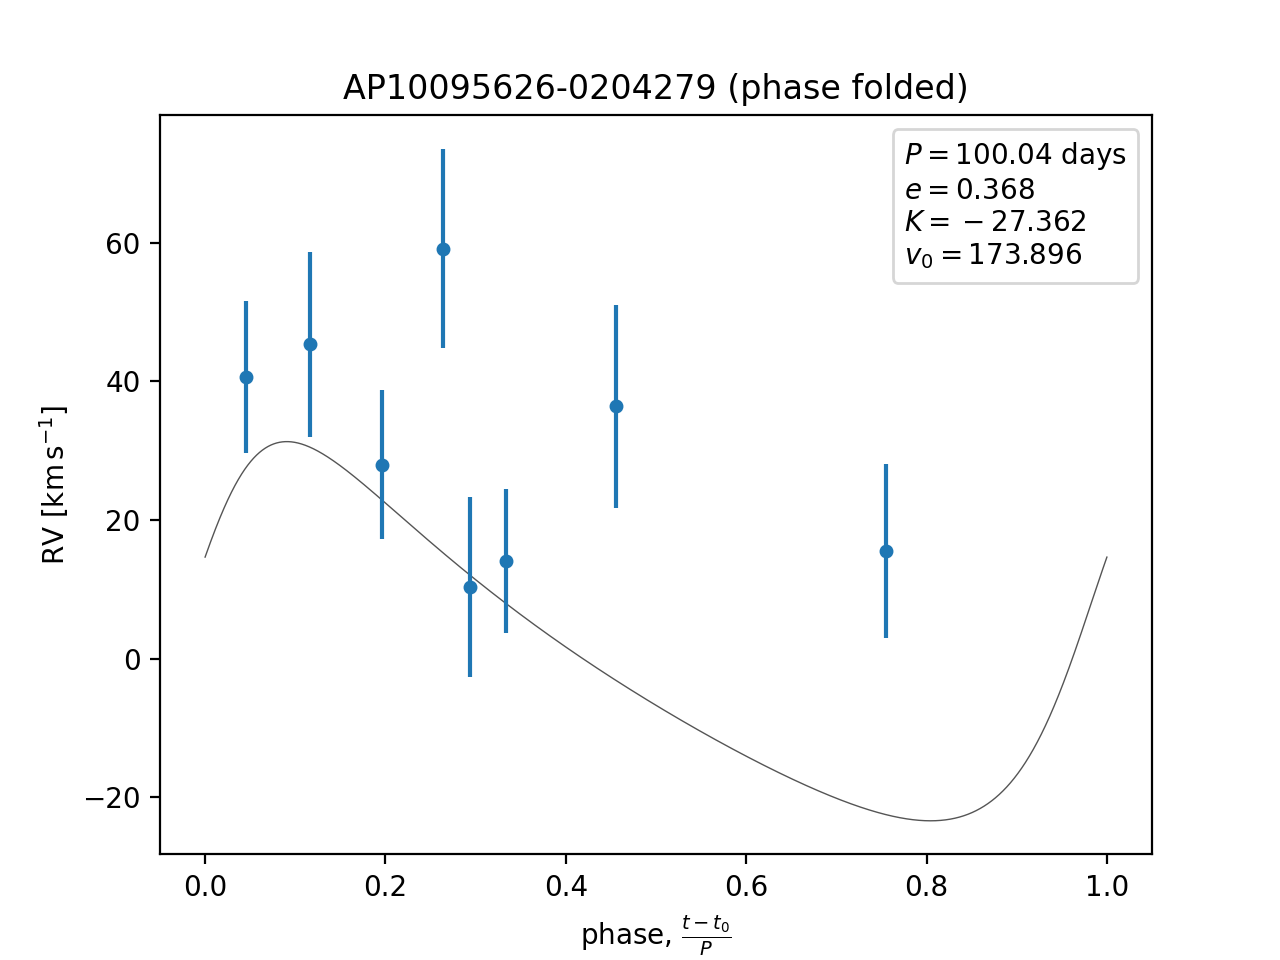 AP10095626-0204279 (phase folded)
P = 100.04 days
e = 0.368
K = −27.362
v₀ = 173.896
RV [km s⁻¹]
60
40
20
0
−20
0.0 0.2 0.4 0.6 0.8 1.0
phase, (t − t₀)/P